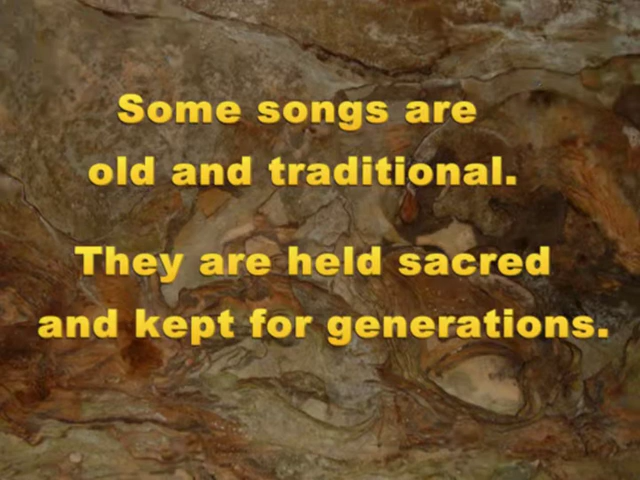 Some songs are
old and traditional.
They are held sacred
and kept for generations.